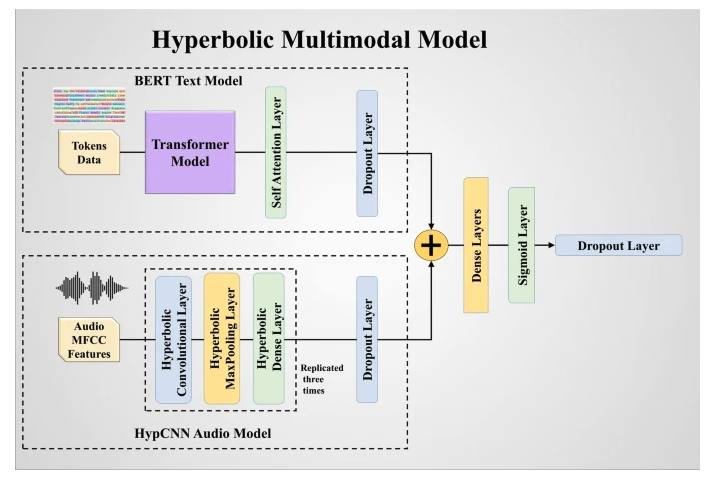 Hyperbolic Multimodal Model
BERT Text Model
Tokens
Data
Transformer
Model
Self Attention Layer
Dropout Layer
Dense Layers
Sigmoid Layer
Dropout Layer
Audio
MFCC
Features
Hyperbolic
Convolutional Layer
Hyperbolic
MaxPooling Layer
Hyperbolic
Dense Layer
Replicated
three
times
Dropout Layer
HypCNN Audio Model